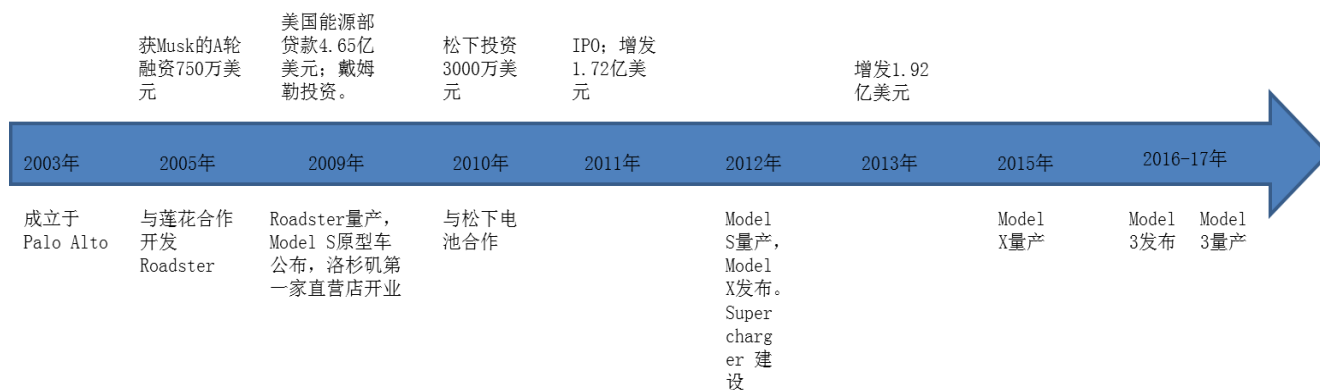 获Musk的A轮
融资750万美
元
美国能源部
贷款4.65亿
美元；戴姆
勒投资。
松下投资
3000万美
元
IPO；增发
1.72亿美
元
增发1.92
亿美元
2003年
2005年
2009年
2010年
2011年
2012年
2013年
2015年
2016-17年
成立于
Palo Alto
与莲花合作
开发
Roadster
Roadster量产，
Model S原型车
公布，洛杉矶第
一家直营店开业
与松下电
池合作
Model
S量产，
Model
X发布。
Super
charg
er 建
设
Model
X量产
Model
3发布
Model
3量产